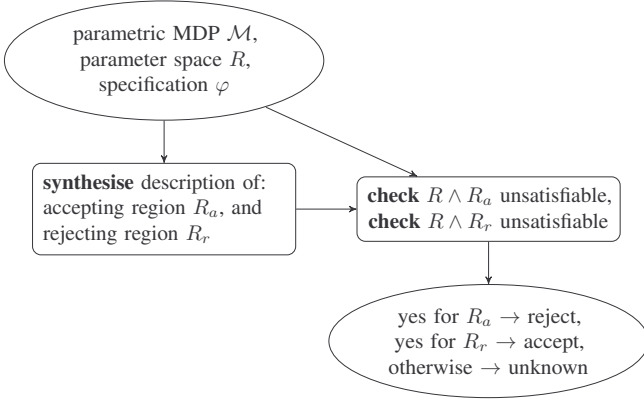 parametric MDP ℳ,
parameter space R,
specification φ
synthesise description of:
accepting region Rₐ, and
rejecting region Rᵣ
check R ∧ Rₐ unsatisfiable,
check R ∧ Rᵣ unsatisfiable
yes for Rₐ → reject,
yes for Rᵣ → accept,
otherwise → unknown